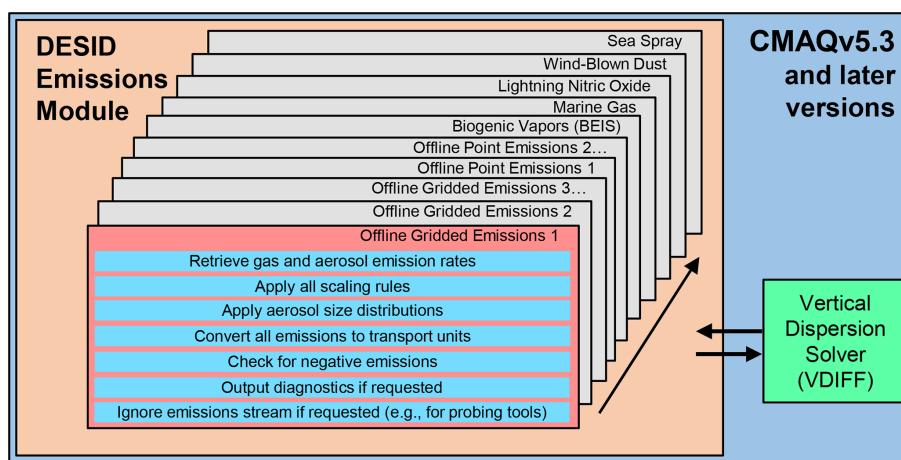 DESID
Emissions
Module
CMAQv5.3
and later
versions
Sea Spray
Wind-Blown Dust
Lightning Nitric Oxide
Marine Gas
Biogenic Vapors (BEIS)
Offline Point Emissions 2…
Offline Point Emissions 1
Offline Gridded Emissions 3…
Offline Gridded Emissions 2
Offline Gridded Emissions 1
Retrieve gas and aerosol emission rates
Apply all scaling rules
Apply aerosol size distributions
Convert all emissions to transport units
Check for negative emissions
Output diagnostics if requested
Ignore emissions stream if requested (e.g., for probing tools)
Vertical
Dispersion
Solver
(VDIFF)